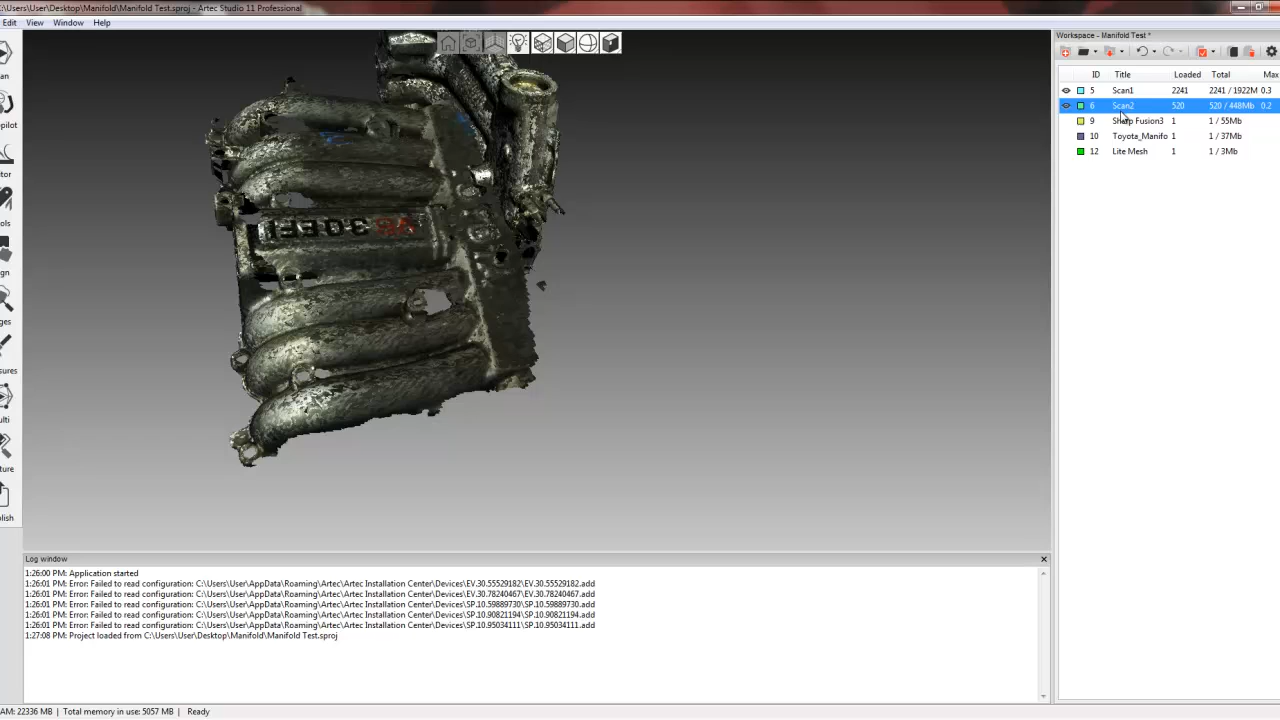 C:\Users\User\Desktop\Manifold\Manifold Test.sproj - Artec Studio 11 Professional
Edit View Window Help
Workspace - Manifold Test *
ID Title Loaded Total Max
5 Scan1 2241 2241 / 1922M 0.3
6 Scan2 520 520 / 448Mb 0.2
9 Sharp Fusion3 1 1 / 55Mb
10 Toyota_Manifo 1 1 / 37Mb
12 Lite Mesh 1 1 / 3Mb
Log window
1:26:00 PM: Application started
1:26:01 PM: Error: Failed to read configuration: C:\Users\User\AppData\Roaming\Artec\Artec Installation Center\Devices\EV.30.55529182\EV.30.55529182.add
1:26:01 PM: Error: Failed to read configuration: C:\Users\User\AppData\Roaming\Artec\Artec Installation Center\Devices\EV.30.78240467\EV.30.78240467.add
1:26:01 PM: Error: Failed to read configuration: C:\Users\User\AppData\Roaming\Artec\Artec Installation Center\Devices\SP.10.59889730\SP.10.59889730.add
1:26:01 PM: Error: Failed to read configuration: C:\Users\User\AppData\Roaming\Artec\Artec Installation Center\Devices\SP.10.90821194\SP.10.90821194.add
1:26:01 PM: Error: Failed to read configuration: C:\Users\User\AppData\Roaming\Artec\Artec Installation Center\Devices\SP.10.95034111\SP.10.95034111.add
1:27:08 PM: Project loaded from C:\Users\User\Desktop\Manifold\Manifold Test.sproj
AM: 22336 MB | Total memory in use: 5057 MB | Ready